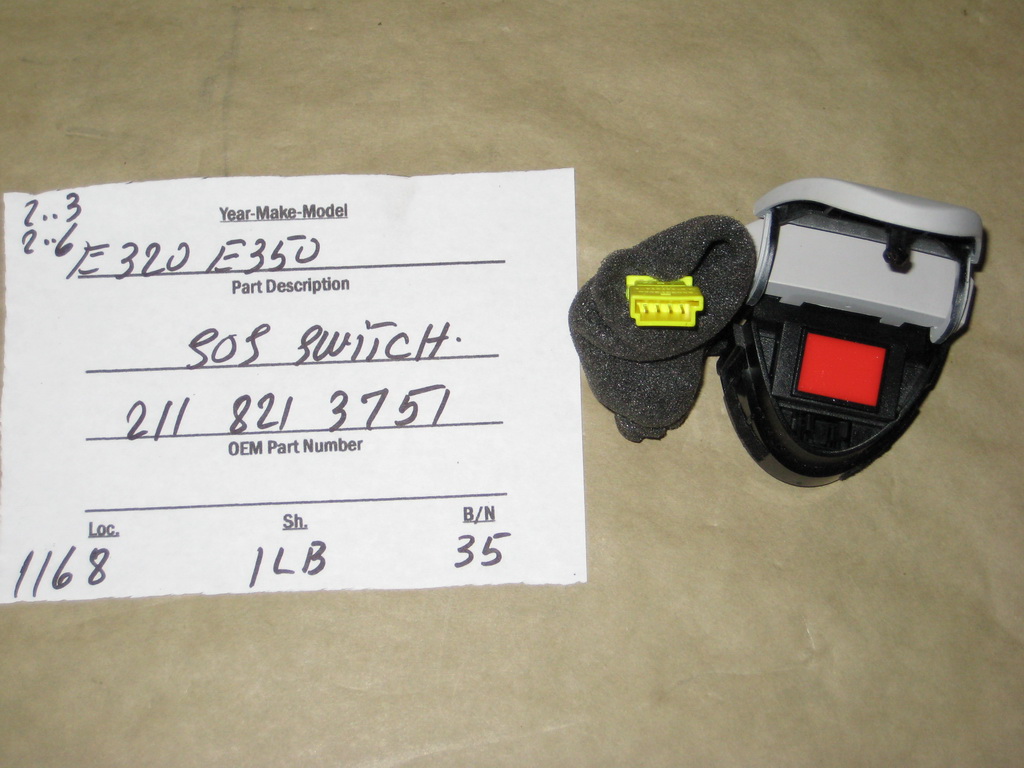 2..3
Year-Make-Model
2..6
E320 E350
Part Description
SOS SWITCH.
211 821 3751
OEM Part Number
Loc. Sh. B/N
1168 1LB 35